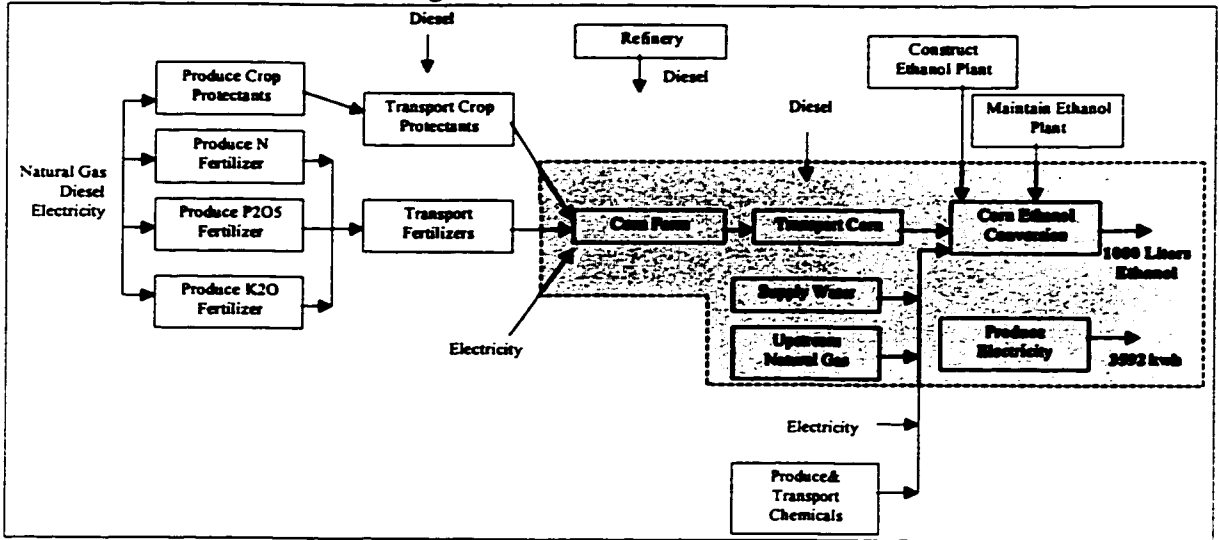 Diesel
Refinery
Diesel
Construct
Ethanol Plant
Produce Crop
Protectants
Transport Crop
Protectants
Diesel
Maintain Ethanol
Plant
Natural Gas
Diesel
Electricity
Produce N
Fertilizer
Produce P2O5
Fertilizer
Transport
Fertilizers
Corn Farm
Transport Corn
Corn Ethanol
Conversion
1000 Liters
Ethanol
Produce K2O
Fertilizer
Supply Water
Electricity
Upstream
Natural Gas
Produce
Electricity
kwh
Electricity
Produce&
Transport
Chemicals